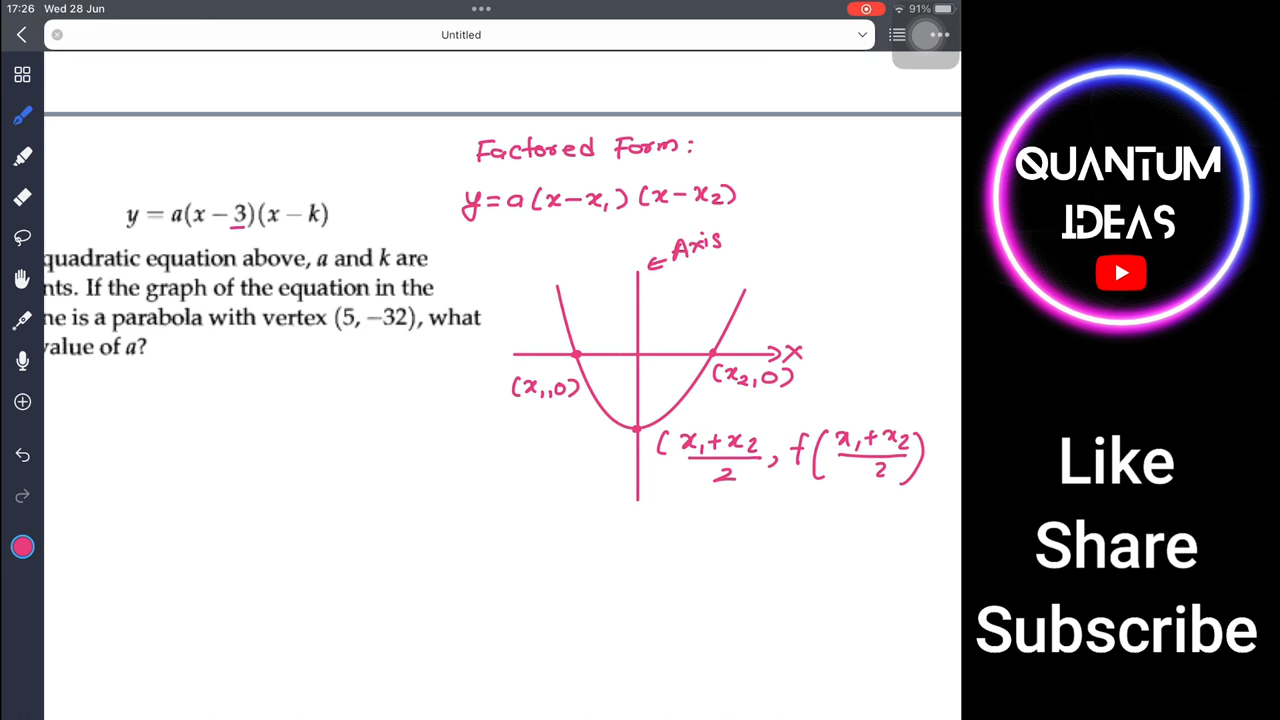 17:26 Wed 28 Jun
91%
Untitled
Factored Form:
y = a(x − 3)(x − k)
y = a(x − x₁)(x − x₂)
quadratic equation above, a and k are
nts. If the graph of the equation in the
ne is a parabola with vertex (5, −32), what
value of a?
← Axis
X
(x₁, 0)
(x₂, 0)
(x₁ + x₂/2, f(x₁ + x₂/2)
QUANTUM
IDEAS
Like
Share
Subscribe